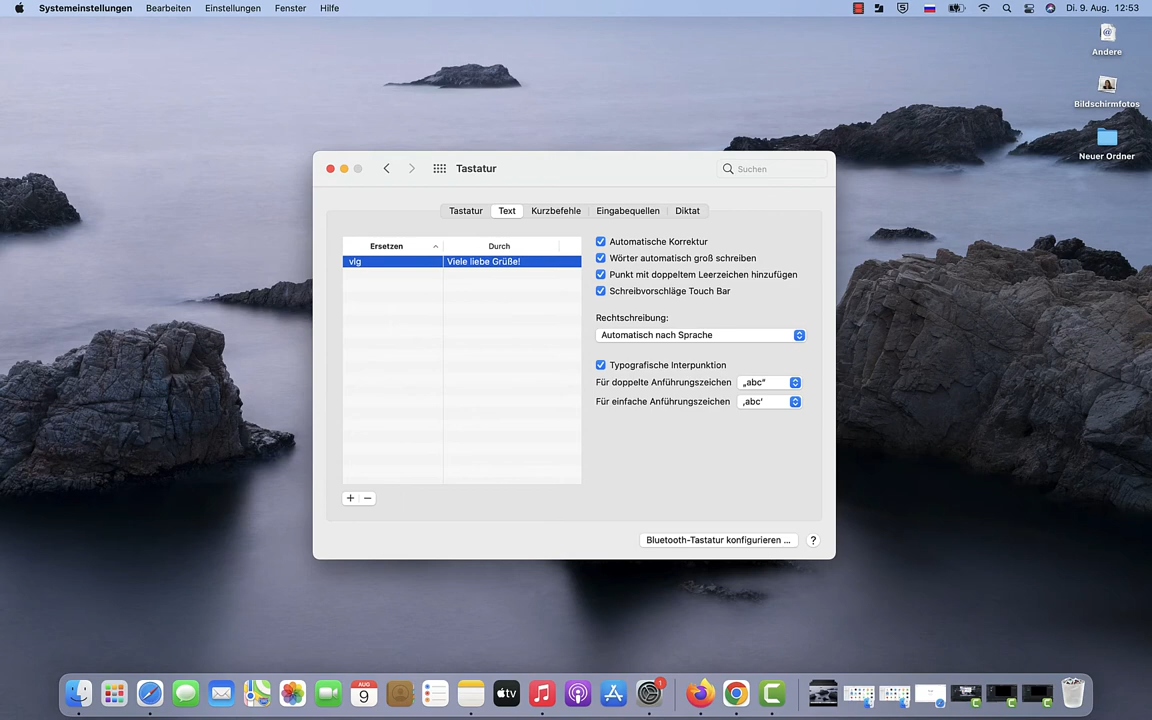 Systemeinstellungen Bearbeiten Einstellungen Fenster Hilfe Di. 9. Aug. 12:53
Andere
Bildschirmfotos
Neuer Ordner
Tastatur Suchen
Tastatur Text Kurzbefehle Eingabequellen Diktat
Ersetzen Durch
vlg Viele liebe Grüße!
Automatische Korrektur
Wörter automatisch groß schreiben
Punkt mit doppeltem Leerzeichen hinzufügen
Schreibvorschläge Touch Bar
Rechtschreibung:
Automatisch nach Sprache
Typografische Interpunktion
Für doppelte Anführungszeichen „abc“
Für einfache Anführungszeichen ‚abc‘
+ −
Bluetooth-Tastatur konfigurieren ... ?
AUG
9
tv
1